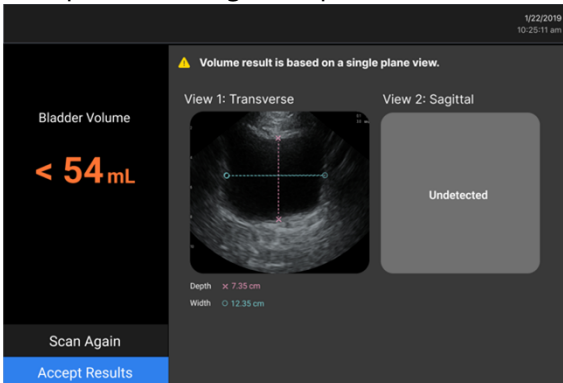 1/22/2019
10:25:11 am
Volume result is based on a single plane view.
View 1: Transverse
View 2: Sagittal
Bladder Volume
< 54 mL
Undetected
Depth × 7.35 cm
Width O 12.35 cm
Scan Again
Accept Results